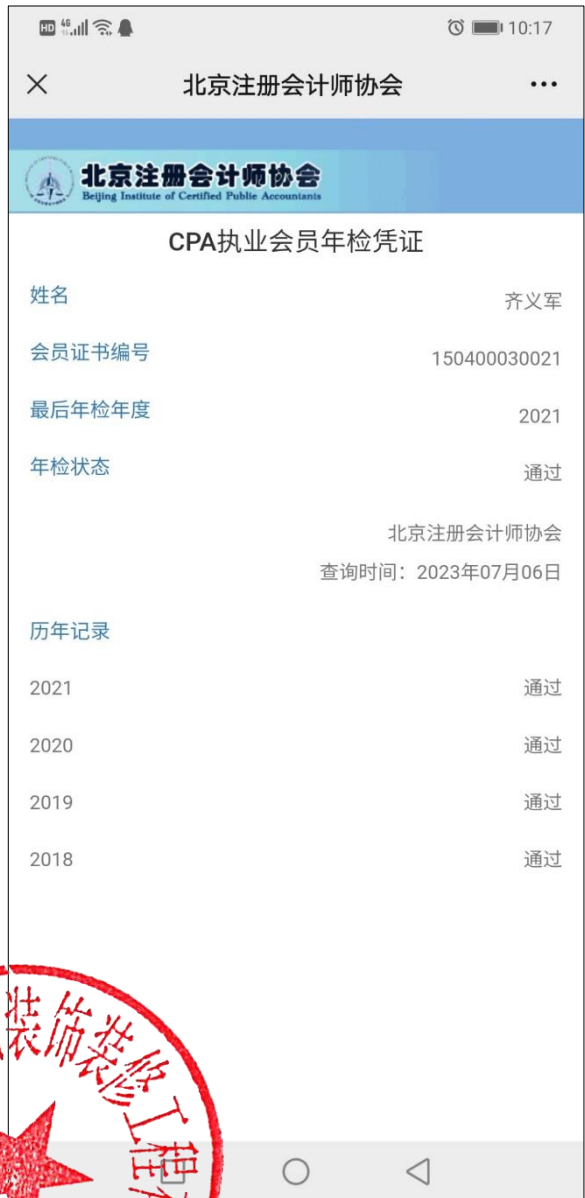 HD 46 10:17
北京注册会计师协会
北京注册会计师协会
Beijing Institute of Certified Public Accountants
CPA执业会员年检凭证
姓名 齐义军
会员证书编号 150400030021
最后年检年度 2021
年检状态 通过
北京注册会计师协会
查询时间：2023年07月06日
历年记录
2021 通过
2020 通过
2019 通过
2018 通过
装饰装修工程